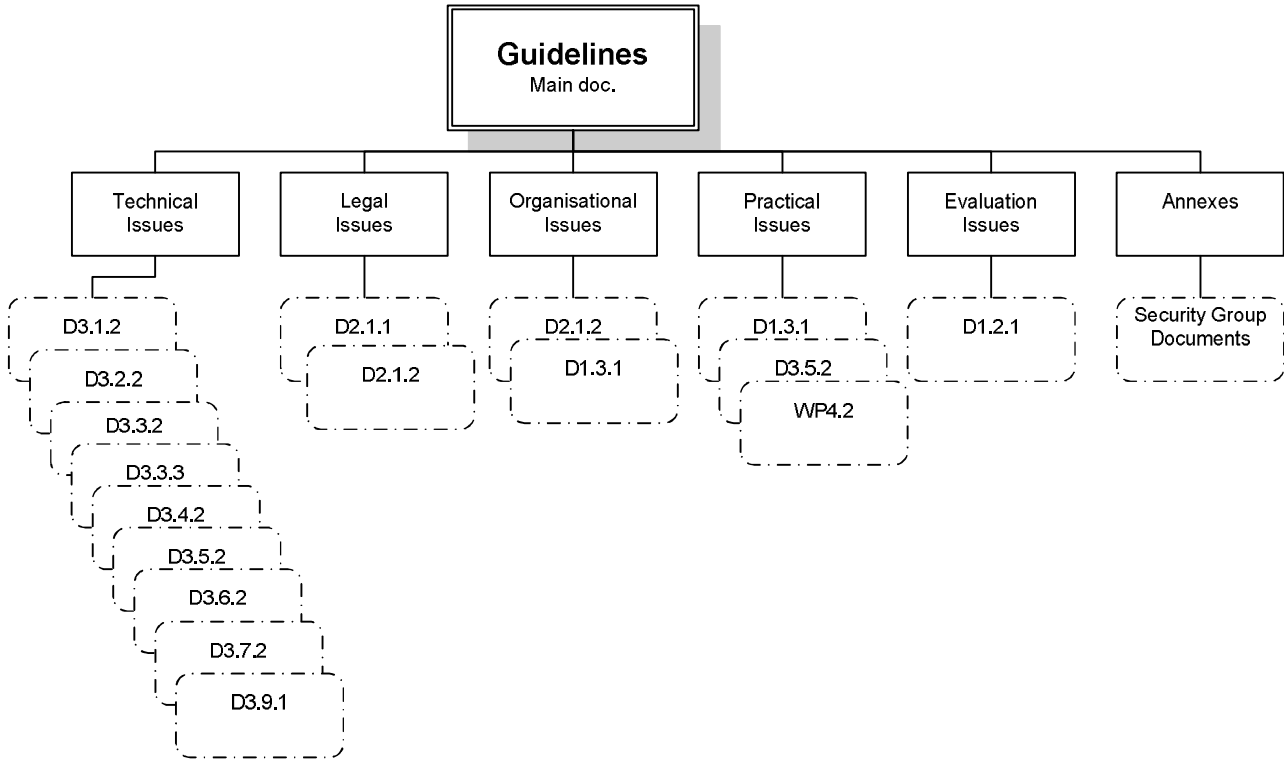 Guidelines
Main doc.
Technical
Issues
Legal
Issues
Organisational
Issues
Practical
Issues
Evaluation
Issues
Annexes
D3.1.2
D3.2.2
D3.3.2
D3.3.3
D3.4.2
D3.5.2
D3.6.2
D3.7.2
D3.9.1
D2.1.1
D2.1.2
D2.1.2
D1.3.1
D1.3.1
D3.5.2
WP4.2
D1.2.1
Security Group
Documents